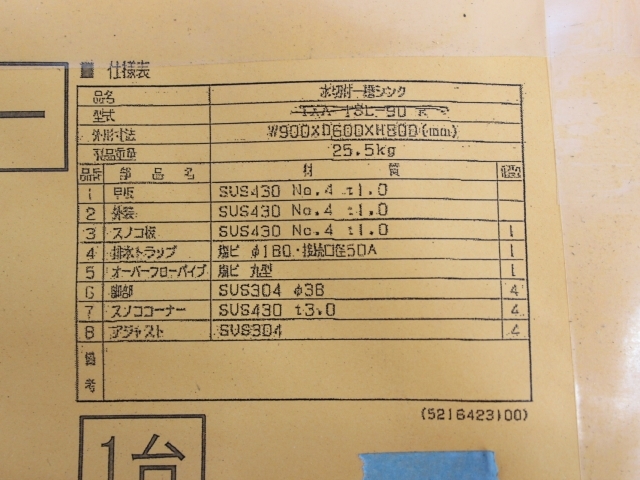 ■ 仕様表
品名 水切付一槽シンク
型式 TXA-1SL-90 R
外形寸法 W900XD600XH800(mm)
製品重量 25.5kg
品番 部品名 材質 個数
1 甲板 SUS430 No.4 t1.0
2 外装 SUS430 No.4 t1.0
3 スノコ板 SUS430 No.4 t1.0 1
4 排水トラップ 塩ビ φ180・接続口径50A 1
5 オーバーフローパイプ 塩ビ 丸型 1
6 脚部 SUS304 φ38 4
7 スノココーナー SUS430 t3.0 4
8 アジャスト SUS304 4
備考
(5216423100)
1台